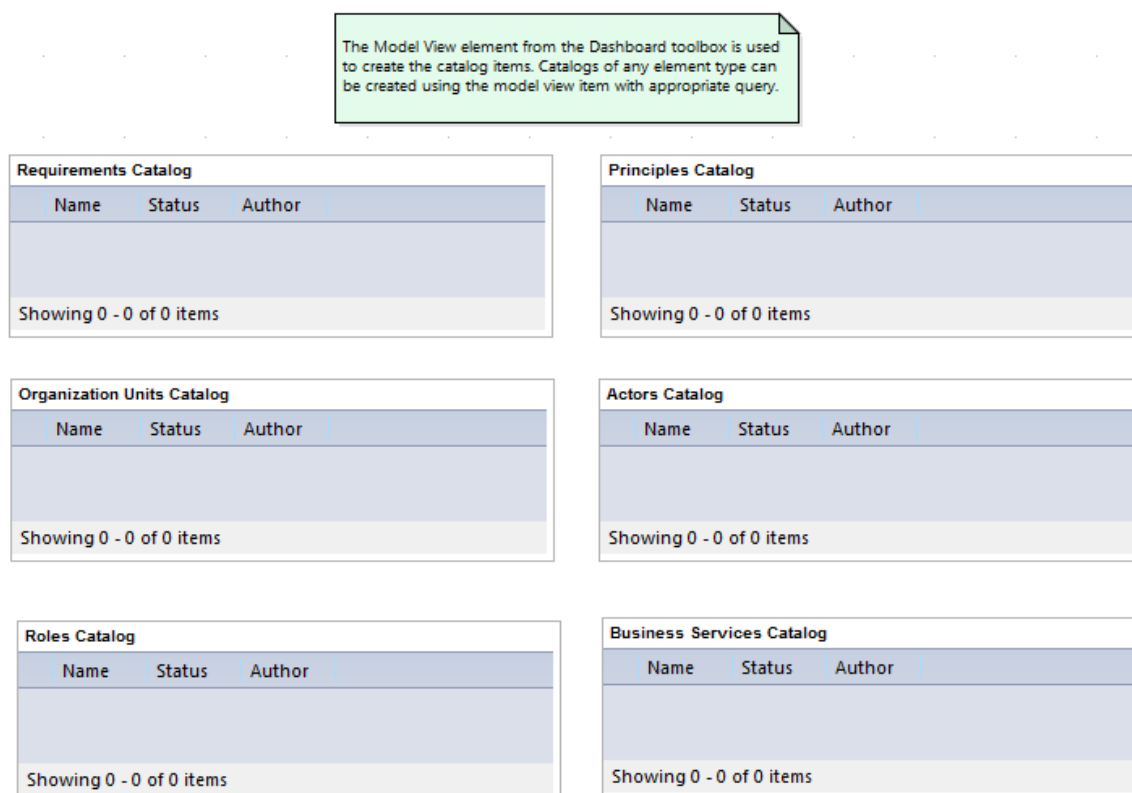 The Model View element from the Dashboard toolbox is used
to create the catalog items. Catalogs of any element type can
be created using the model view item with appropriate query.
Requirements Catalog
Name Status Author
Showing 0 - 0 of 0 items
Principles Catalog
Name Status Author
Showing 0 - 0 of 0 items
Organization Units Catalog
Name Status Author
Showing 0 - 0 of 0 items
Actors Catalog
Name Status Author
Showing 0 - 0 of 0 items
Roles Catalog
Name Status Author
Showing 0 - 0 of 0 items
Business Services Catalog
Name Status Author
Showing 0 - 0 of 0 items